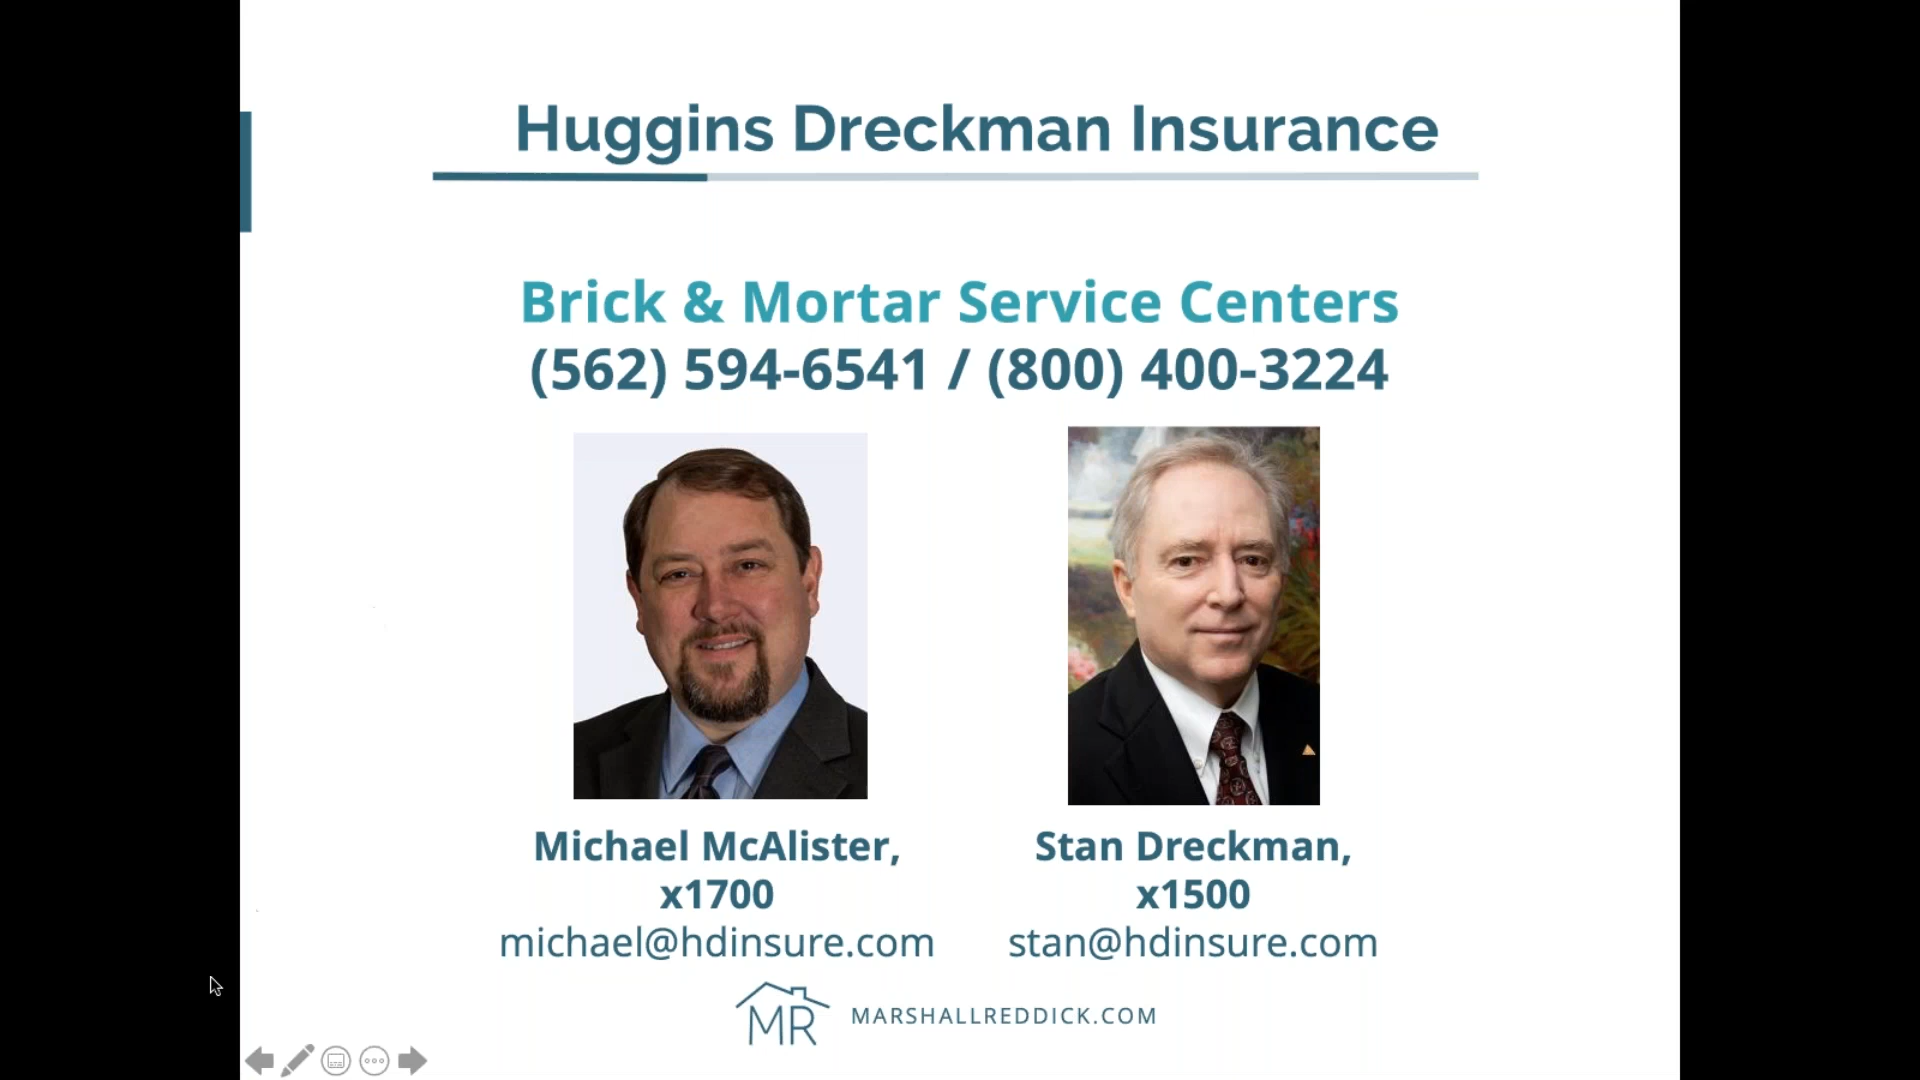 Huggins Dreckman Insurance
Brick & Mortar Service Centers
(562) 594-6541 / (800) 400-3224
Michael McAlister,
x1700
michael@hdinsure.com
Stan Dreckman,
x1500
stan@hdinsure.com
MR MARSHALLREDDICK.COM